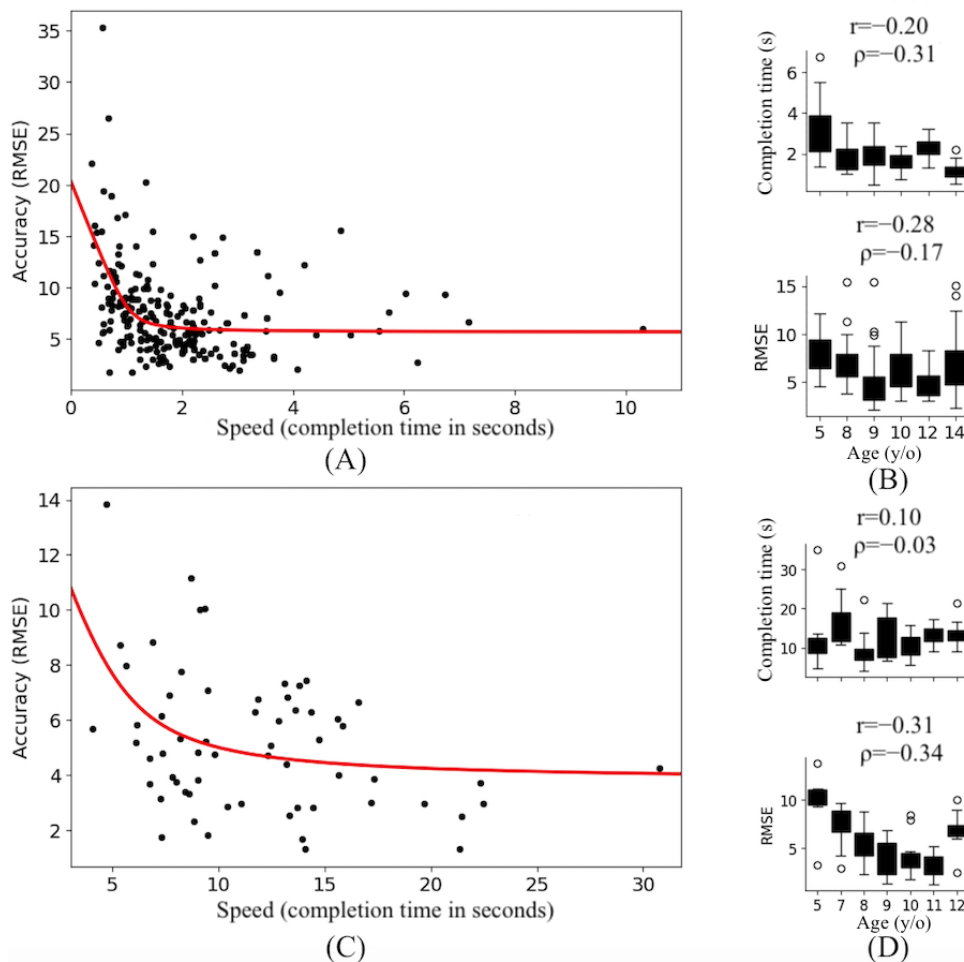 35
30
25
20
15
10
5
Accuracy (RMSE)
0 2 4 6 8 10
Speed (completion time in seconds)
(A)
r=−0.20
ρ=−0.31
6
4
2
Completion time (s)
r=−0.28
ρ=−0.17
15
10
5
RMSE
5 8 9 10 12 14
Age (y/o)
(B)
14
12
10
8
6
4
2
Accuracy (RMSE)
5 10 15 20 25 30
Speed (completion time in seconds)
(C)
r=0.10
ρ=−0.03
30
20
10
Completion time (s)
r=−0.31
ρ=−0.34
10
5
RMSE
5 7 8 9 10 11 12
Age (y/o)
(D)